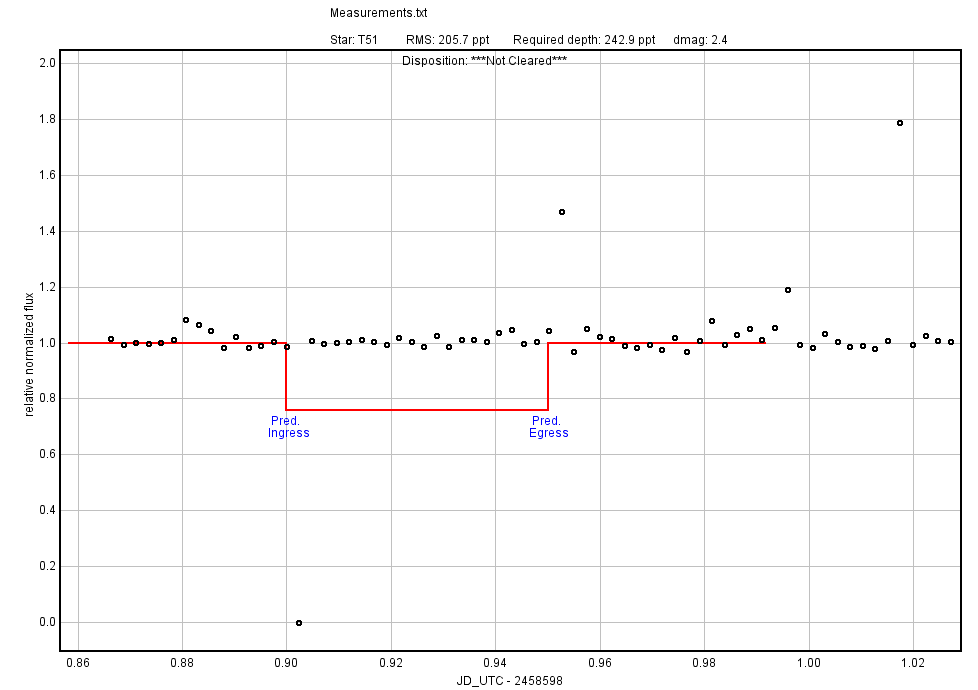 Measurements.txt
Star: T51 RMS: 205.7 ppt Required depth: 242.9 ppt dmag: 2.4
Disposition: ***Not Cleared***
2.0
1.8
1.6
1.4
1.2
1.0
0.8
0.6
0.4
0.2
0.0
relative normalized flux
Pred.
Ingress
Pred.
Egress
0.86 0.88 0.90 0.92 0.94 0.96 0.98 1.00 1.02
JD_UTC - 2458598